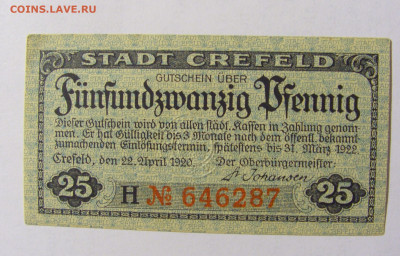 COINS.LAVE.RU
STADT CREFELD
GUTSCHEIN ÜBER
Fünfundzwanzig Pfennig
Dieser Gutschein wird von allen städt. Kassen in Zahlung genom-
men. Er hat Gültigkeit bis 3 Monate nach dem öffentl. bekannt-
zumachenden Einlösungstermin, spätestens bis 31. März 1922.
Crefeld, den 22. April 1920. Der Oberbürgermeister:
25 H № 646287 Dr Johansen 25